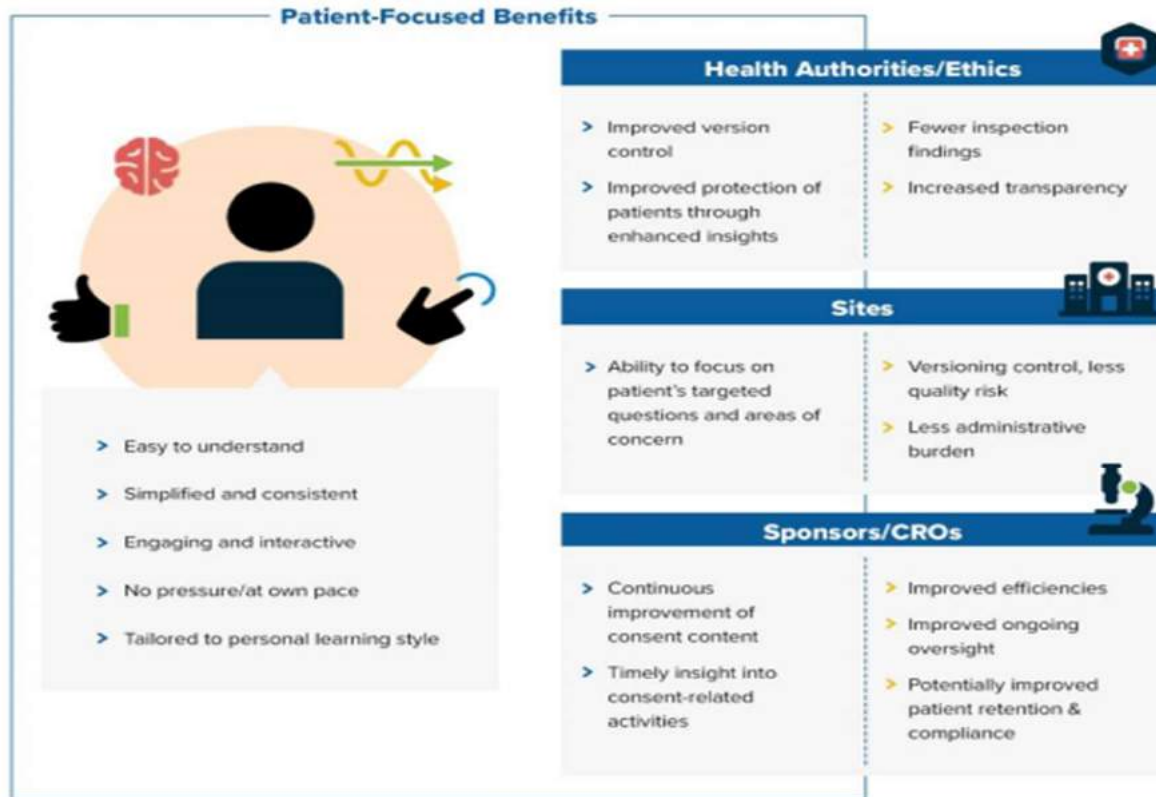 Patient-Focused Benefits
Easy to understand
Simplified and consistent
Engaging and interactive
No pressure/at own pace
Tailored to personal learning style
Health Authorities/Ethics
Improved version
control
Improved protection of
patients through
enhanced insights
Fewer inspection
findings
Increased transparency
Sites
Ability to focus on
patient's targeted
questions and areas of
concern
Versioning control, less
quality risk
Less administrative
burden
Sponsors/CROs
Continuous
improvement of
consent content
Timely insight into
consent-related
activities
Improved efficiencies
Improved ongoing
oversight
Potentially improved
patient retention &
compliance